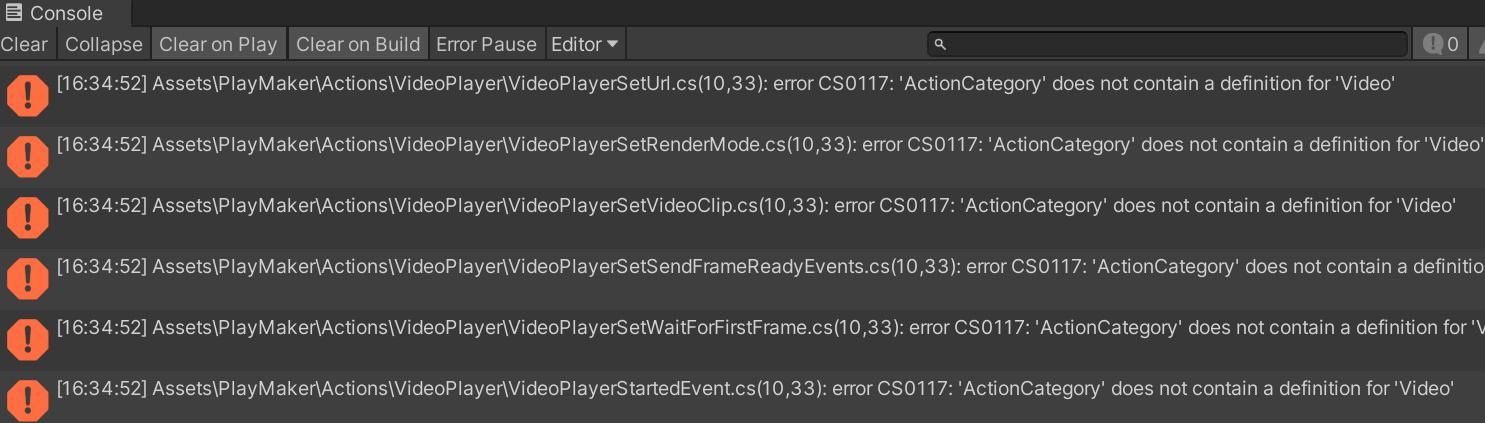 Console
Clear Collapse Clear on Play Clear on Build Error Pause Editor 0
[16:34:52] Assets\PlayMaker\Actions\VideoPlayer\VideoPlayerSetUrl.cs(10,33): error CS0117: 'ActionCategory' does not contain a definition for 'Video'
[16:34:52] Assets\PlayMaker\Actions\VideoPlayer\VideoPlayerSetRenderMode.cs(10,33): error CS0117: 'ActionCategory' does not contain a definition for 'Video'
[16:34:52] Assets\PlayMaker\Actions\VideoPlayer\VideoPlayerSetVideoClip.cs(10,33): error CS0117: 'ActionCategory' does not contain a definition for 'Video'
[16:34:52] Assets\PlayMaker\Actions\VideoPlayer\VideoPlayerSetSendFrameReadyEvents.cs(10,33): error CS0117: 'ActionCategory' does not contain a definitio
[16:34:52] Assets\PlayMaker\Actions\VideoPlayer\VideoPlayerSetWaitForFirstFrame.cs(10,33): error CS0117: 'ActionCategory' does not contain a definition for 'V
[16:34:52] Assets\PlayMaker\Actions\VideoPlayer\VideoPlayerStartedEvent.cs(10,33): error CS0117: 'ActionCategory' does not contain a definition for 'Video'